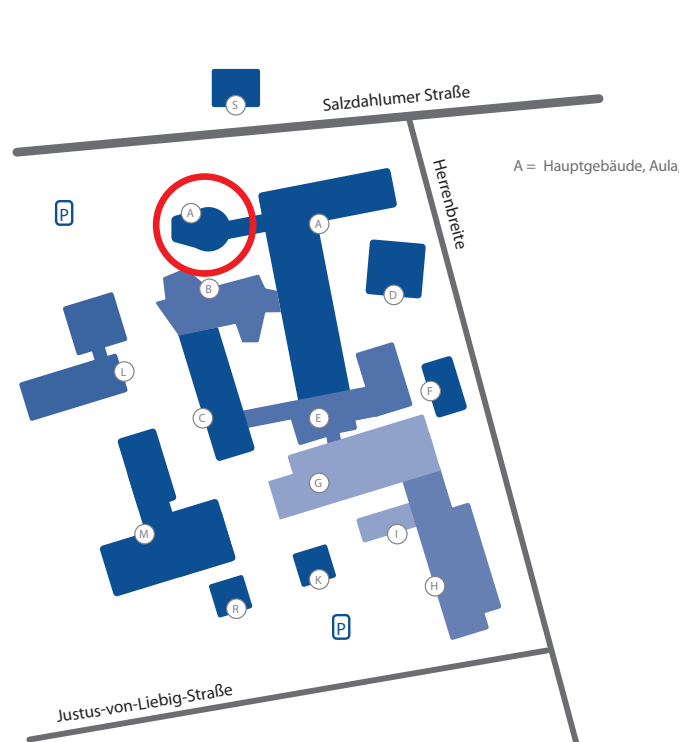 S
Salzdahlumer Straße
Herrenbreite
A = Hauptgebäude, Aula,
P
A
A
B
D
L
F
C
E
G
M
I
K
H
R
P
Justus-von-Liebig-Straße